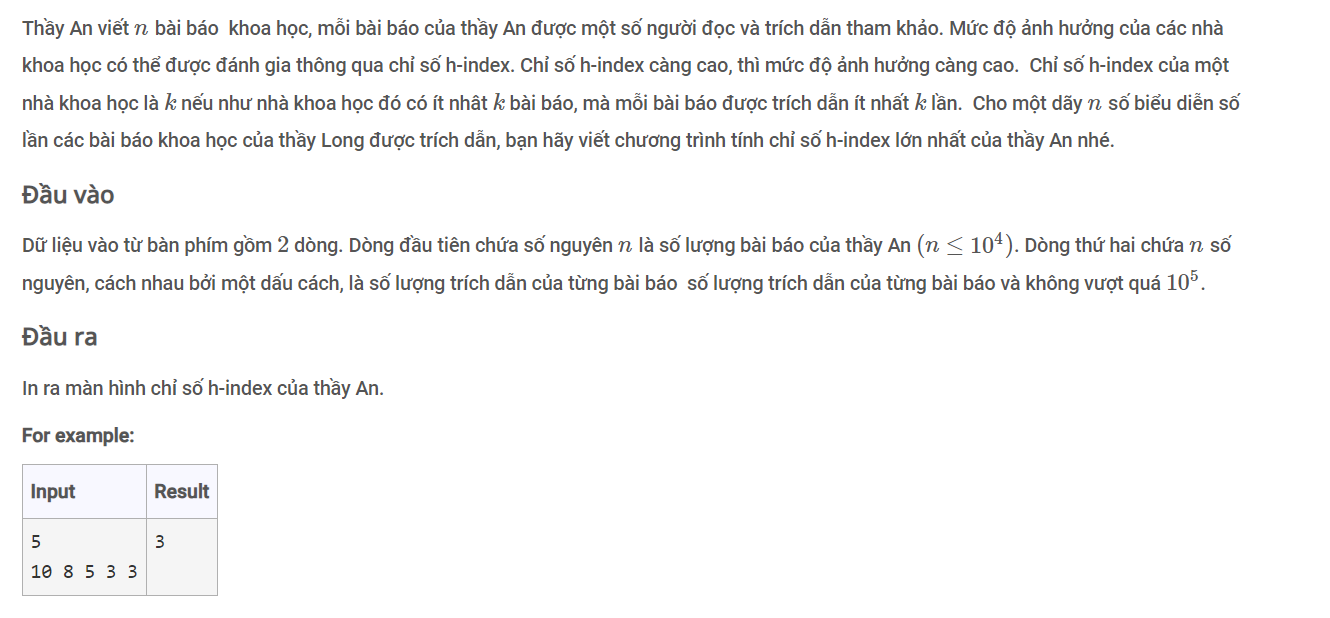 Thầy An viết n bài báo khoa học, mỗi bài báo của thầy An được một số người đọc và trích dẫn tham khảo. Mức độ ảnh hưởng của các nhà
khoa học có thể được đánh gia thông qua chỉ số h-index. Chỉ số h-index càng cao, thì mức độ ảnh hưởng càng cao. Chỉ số h-index của một
nhà khoa học là k nếu như nhà khoa học đó có ít nhât k bài báo, mà mỗi bài báo được trích dẫn ít nhất k lần. Cho một dãy n số biểu diễn số
lần các bài báo khoa học của thầy Long được trích dẫn, bạn hãy viết chương trình tính chỉ số h-index lớn nhất của thầy An nhé.
Đầu vào
Dữ liệu vào từ bàn phím gồm 2 dòng. Dòng đầu tiên chứa số nguyên n là số lượng bài báo của thầy An (n ≤ 10⁴). Dòng thứ hai chứa n số
nguyên, cách nhau bởi một dấu cách, là số lượng trích dẫn của từng bài báo số lượng trích dẫn của từng bài báo và không vượt quá 10⁵.
Đầu ra
In ra màn hình chỉ số h-index của thầy An.
For example:
Input Result
5 3
10 8 5 3 3